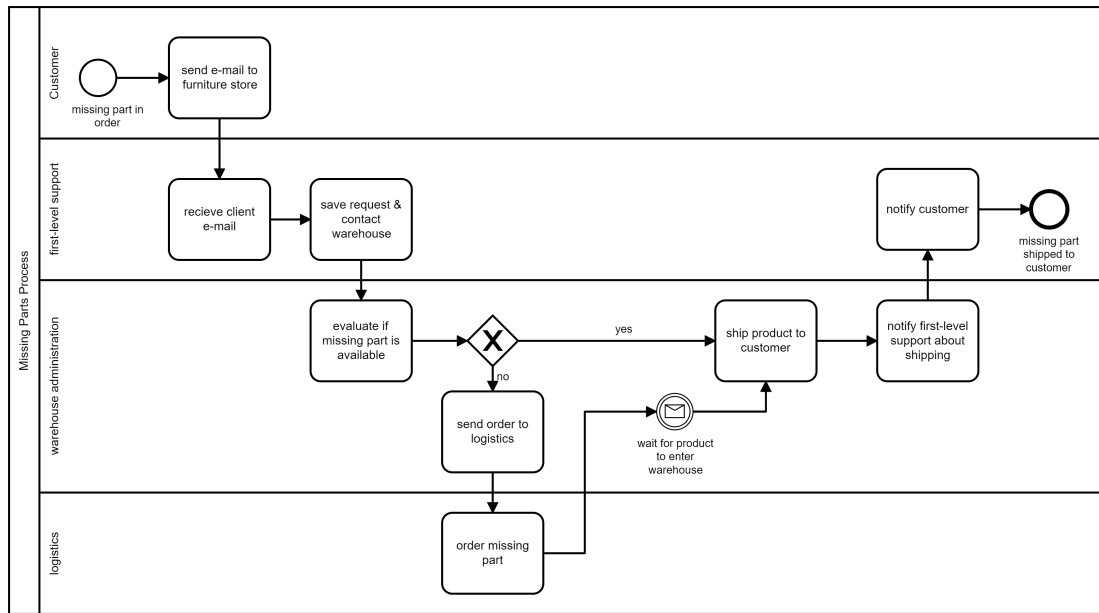 Missing Parts Process
Customer
missing part in
order
send e-mail to
furniture store
first-level support
recieve client
e-mail
save request &
contact
warehouse
notify customer
missing part
shipped to
customer
warehouse administration
evaluate if
missing part is
available
yes
no
ship product to
customer
notify first-level
support about
shipping
send order to
logistics
wait for product
to enter
warehouse
logistics
order missing
part